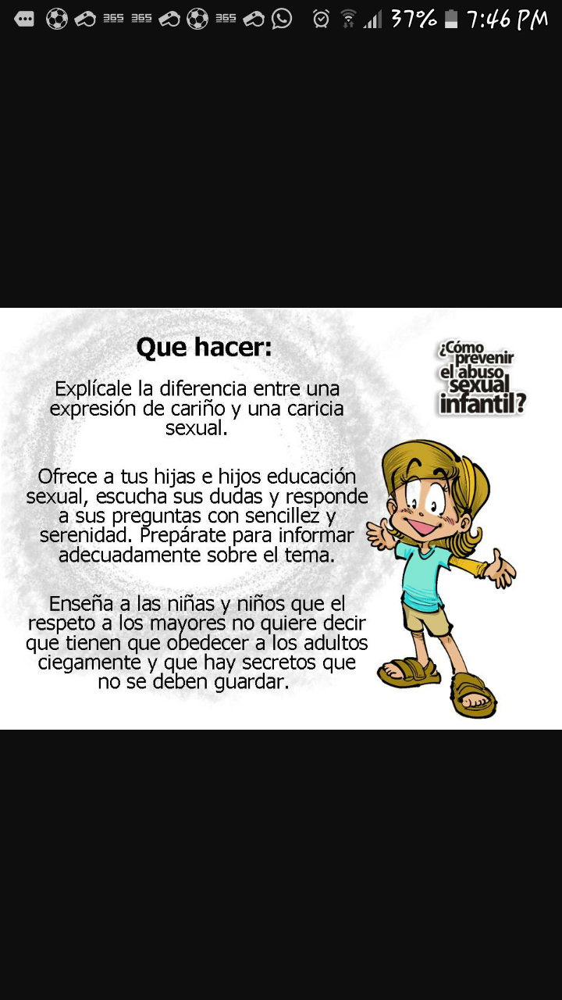 365 365 365 37% 7:46 PM
Que hacer:
¿Cómo
prevenir
el abuso
sexual
infantil?
Explícale la diferencia entre una
expresión de cariño y una caricia
sexual.
Ofrece a tus hijas e hijos educación
sexual, escucha sus dudas y responde
a sus preguntas con sencillez y
serenidad. Prepárate para informar
adecuadamente sobre el tema.
Enseña a las niñas y niños que el
respeto a los mayores no quiere decir
que tienen que obedecer a los adultos
ciegamente y que hay secretos que
no se deben guardar.